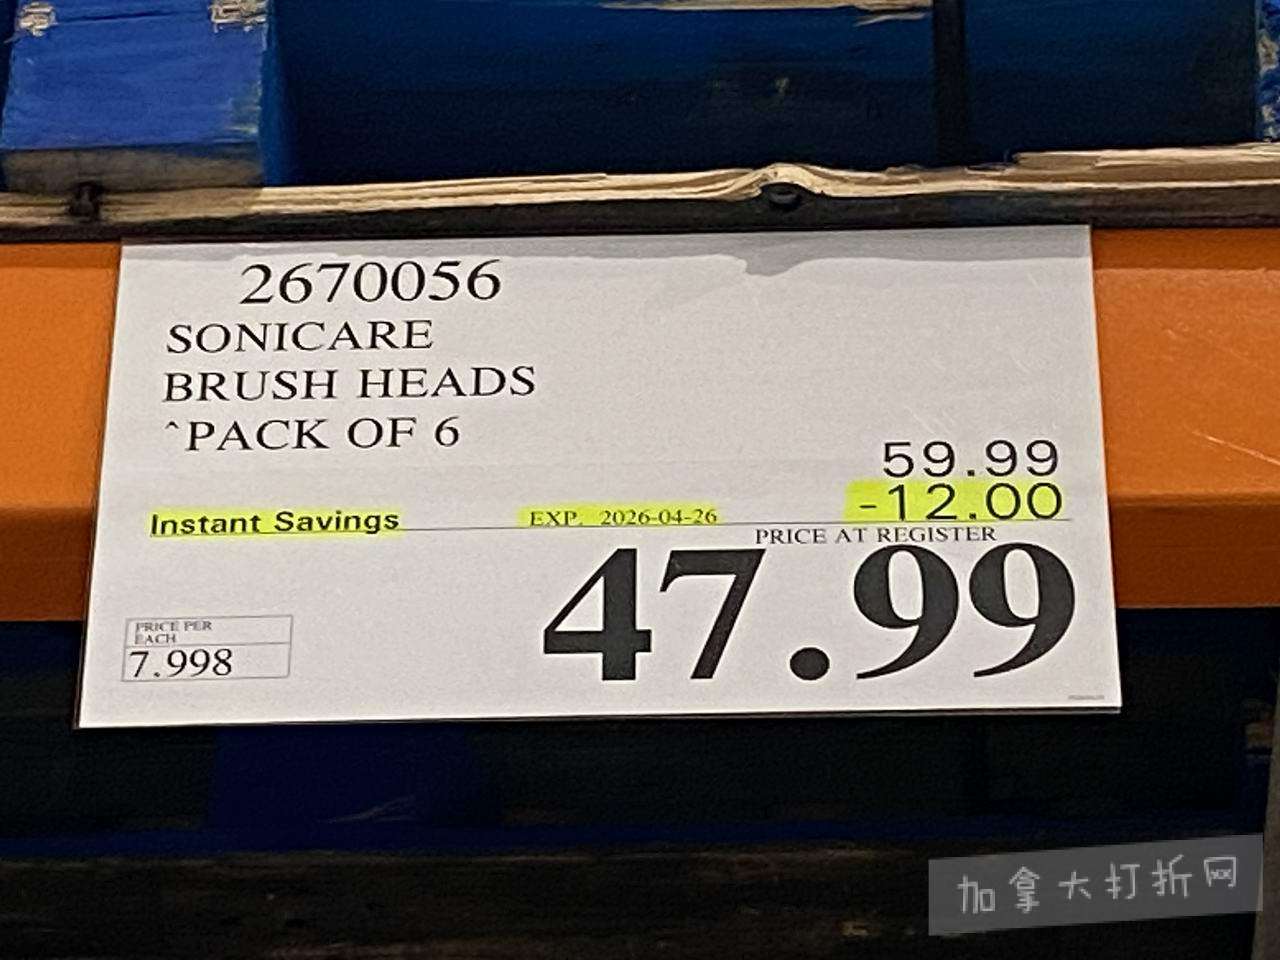 2670056
SONICARE
BRUSH HEADS
^PACK OF 6
59.99
Instant Savings EXP. 2026-04-26 -12.00
PRICE AT REGISTER
47.99
PRICE PER
EACH
7.998
加拿大打折网